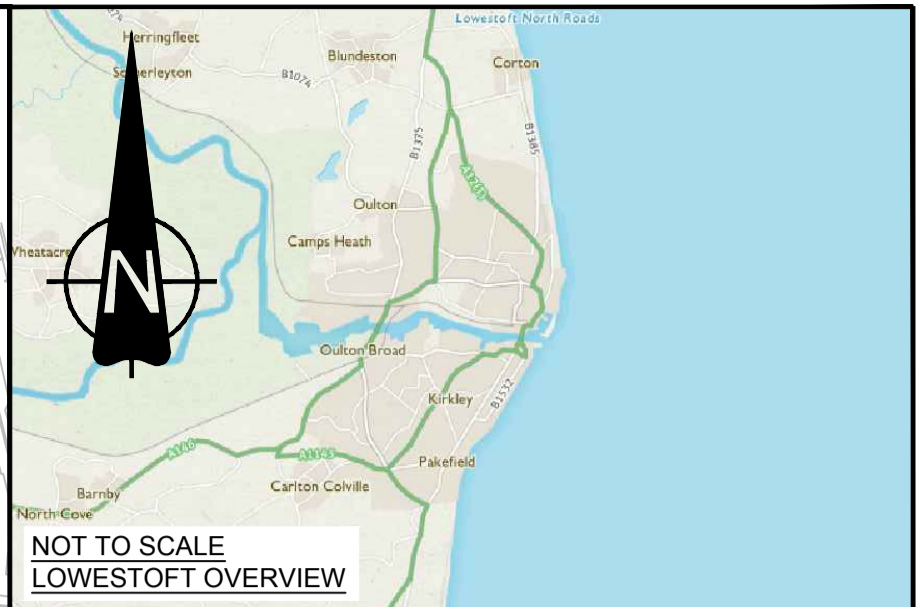 Lowestoft North Roads
Herringfleet
Blundeston
Corton
Somerleyton
B1074
B1375
B1385
Oulton
Camps Heath
Wheatacre
N
Oulton Broad
Kirkley
B1532
A146
A1145
Pakefield
Carlton Colville
Barnby
North Cove
NOT TO SCALE
LOWESTOFT OVERVIEW